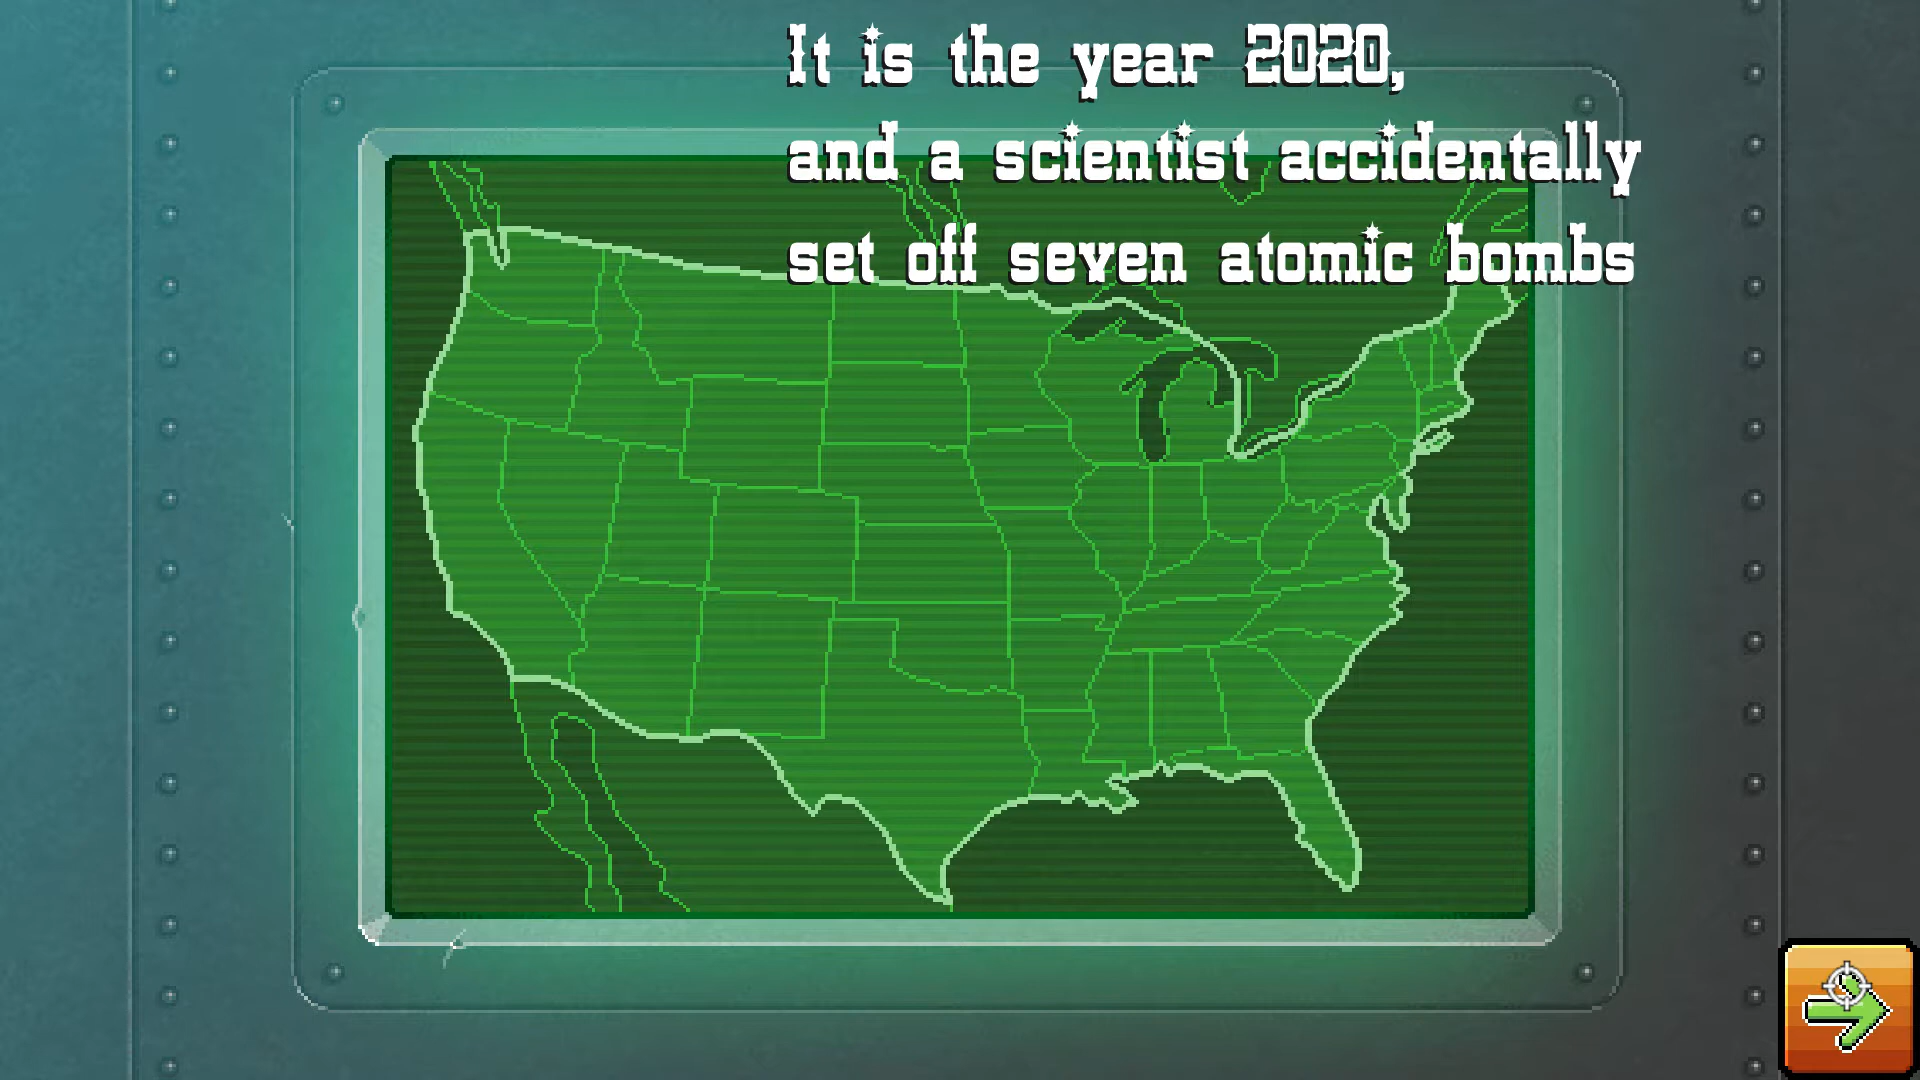 It is the year 2020,
and a scientist accidentally
set off seven atomic bombs